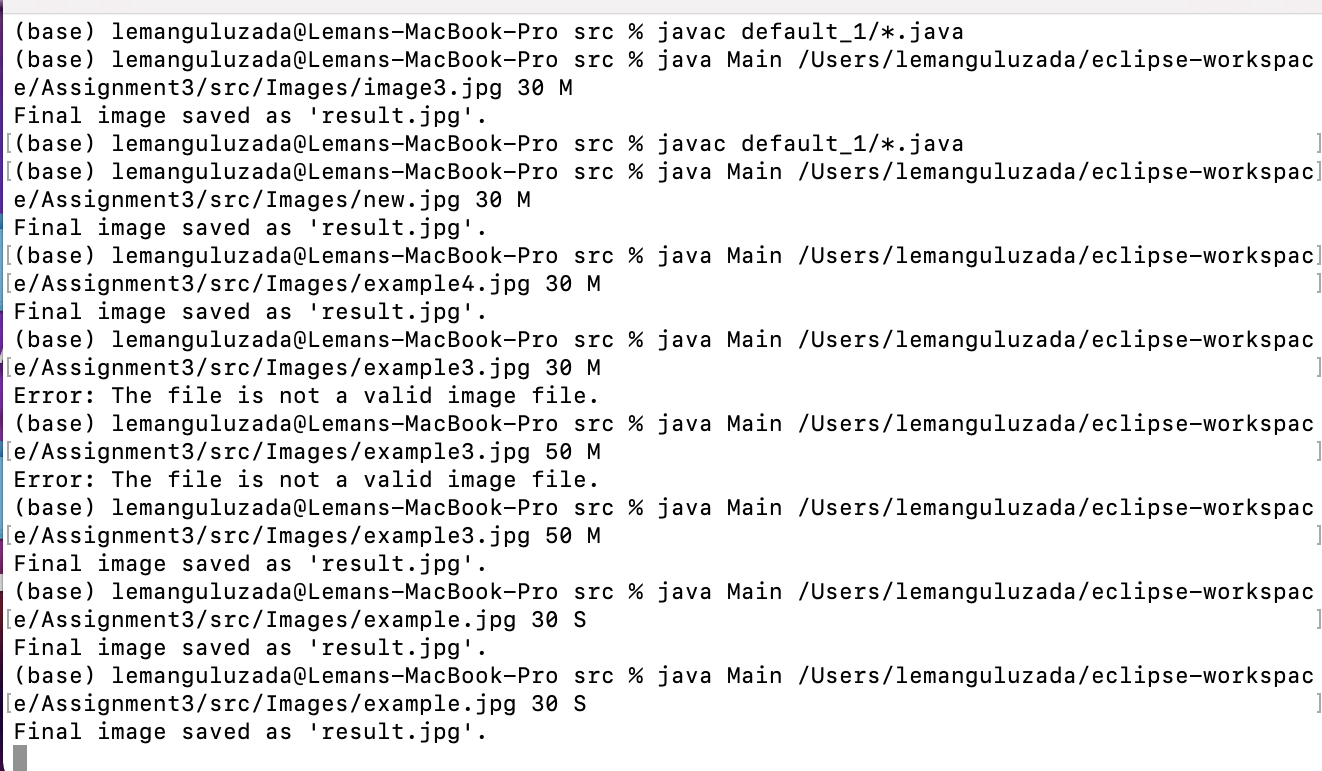 (base) lemanguluzada@Lemans-MacBook-Pro src % javac default_1/*.java
(base) lemanguluzada@Lemans-MacBook-Pro src % java Main /Users/lemanguluzada/eclipse-workspac
e/Assignment3/src/Images/image3.jpg 30 M
Final image saved as 'result.jpg'.
[(base) lemanguluzada@Lemans-MacBook-Pro src % javac default_1/*.java ]
[(base) lemanguluzada@Lemans-MacBook-Pro src % java Main /Users/lemanguluzada/eclipse-workspac]
e/Assignment3/src/Images/new.jpg 30 M
Final image saved as 'result.jpg'.
[(base) lemanguluzada@Lemans-MacBook-Pro src % java Main /Users/lemanguluzada/eclipse-workspac]
[e/Assignment3/src/Images/example4.jpg 30 M ]
Final image saved as 'result.jpg'.
(base) lemanguluzada@Lemans-MacBook-Pro src % java Main /Users/lemanguluzada/eclipse-workspac
[e/Assignment3/src/Images/example3.jpg 30 M ]
Error: The file is not a valid image file.
(base) lemanguluzada@Lemans-MacBook-Pro src % java Main /Users/lemanguluzada/eclipse-workspac
[e/Assignment3/src/Images/example3.jpg 50 M ]
Error: The file is not a valid image file.
(base) lemanguluzada@Lemans-MacBook-Pro src % java Main /Users/lemanguluzada/eclipse-workspac
[e/Assignment3/src/Images/example3.jpg 50 M ]
Final image saved as 'result.jpg'.
(base) lemanguluzada@Lemans-MacBook-Pro src % java Main /Users/lemanguluzada/eclipse-workspac
[e/Assignment3/src/Images/example.jpg 30 S ]
Final image saved as 'result.jpg'.
(base) lemanguluzada@Lemans-MacBook-Pro src % java Main /Users/lemanguluzada/eclipse-workspac
[e/Assignment3/src/Images/example.jpg 30 S ]
Final image saved as 'result.jpg'.